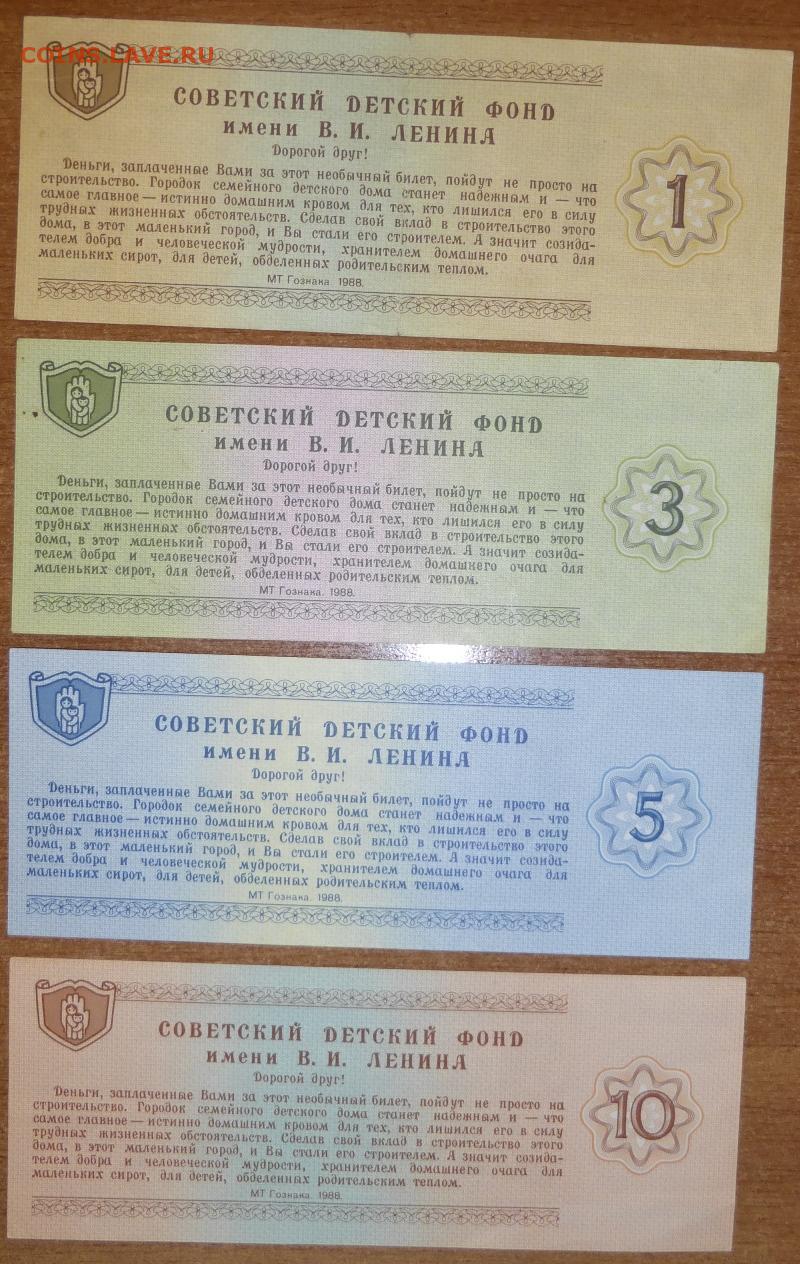 COINS.LAVE.RU
СОВЕТСКИЙ ДЕТСКИЙ ФОНД
имени В. И. ЛЕНИНА
Дорогой друг!
Деньги, заплаченные Вами за этот необычный билет, пойдут не просто на
строительство. Городок семейного детского дома станет надежным и — что
самое главное — истинно домашним кровом для тех, кто лишился его в силу
трудных жизненных обстоятельств. Сделав свой вклад в строительство этого
дома, в этот маленький город, и Вы стали его строителем. А значит созида-
телем добра и человеческой мудрости, хранителем домашнего очага для
маленьких сирот, для детей, обделенных родительским теплом.
МТ Гознака. 1988.
1
СОВЕТСКИЙ ДЕТСКИЙ ФОНД
имени В. И. ЛЕНИНА
Дорогой друг!
Деньги, заплаченные Вами за этот необычный билет, пойдут не просто на
строительство. Городок семейного детского дома станет надежным и — что
самое главное — истинно домашним кровом для тех, кто лишился его в силу
трудных жизненных обстоятельств. Сделав свой вклад в строительство этого
дома, в этот маленький город, и Вы стали его строителем. А значит созида-
телем добра и человеческой мудрости, хранителем домашнего очага для
маленьких сирот, для детей, обделенных родительским теплом.
МТ Гознака. 1988.
3
СОВЕТСКИЙ ДЕТСКИЙ ФОНД
имени В. И. ЛЕНИНА
Дорогой друг!
Деньги, заплаченные Вами за этот необычный билет, пойдут не просто на
строительство. Городок семейного детского дома станет надежным и — что
самое главное — истинно домашним кровом для тех, кто лишился его в силу
трудных жизненных обстоятельств. Сделав свой вклад в строительство этого
дома, в этот маленький город, и Вы стали его строителем. А значит созида-
телем добра и человеческой мудрости, хранителем домашнего очага для
маленьких сирот, для детей, обделенных родительским теплом.
МТ Гознака. 1988.
5
СОВЕТСКИЙ ДЕТСКИЙ ФОНД
имени В. И. ЛЕНИНА
Дорогой друг!
Деньги, заплаченные Вами за этот необычный билет, пойдут не просто на
строительство. Городок семейного детского дома станет надежным и — что
самое главное — истинно домашним кровом для тех, кто лишился его в силу
трудных жизненных обстоятельств. Сделав свой вклад в строительство этого
дома, в этот маленький город, и Вы стали его строителем. А значит созида-
телем добра и человеческой мудрости, хранителем домашнего очага для
маленьких сирот, для детей, обделенных родительским теплом.
МТ Гознака. 1988.
10